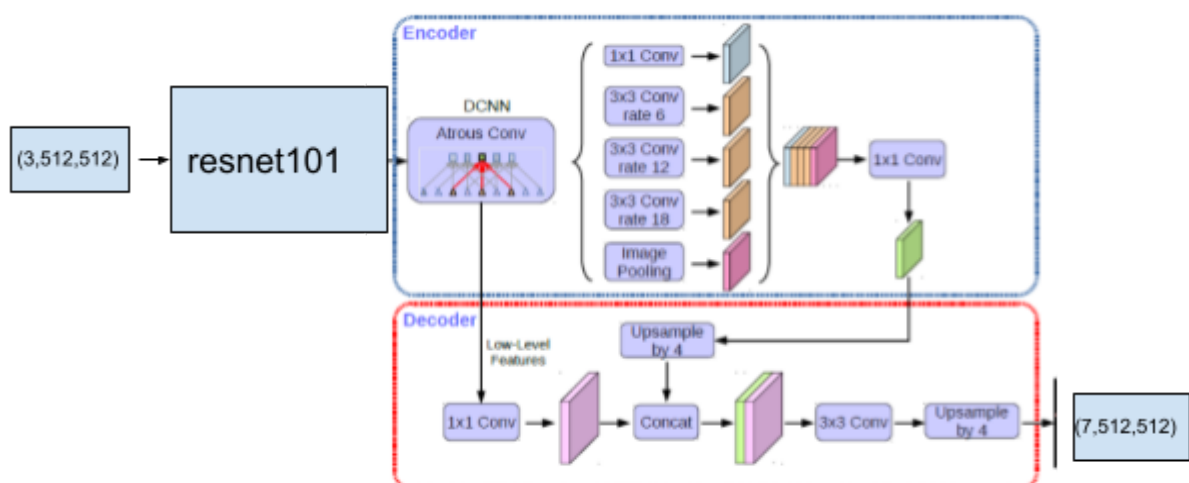 (3,512,512)
resnet101
Encoder
DCNN
Atrous Conv
1x1 Conv
3x3 Conv
rate 6
3x3 Conv
rate 12
3x3 Conv
rate 18
Image
Pooling
1x1 Conv
Decoder
Low-Level
Features
Upsample
by 4
1x1 Conv
Concat
3x3 Conv
Upsample
by 4
(7,512,512)